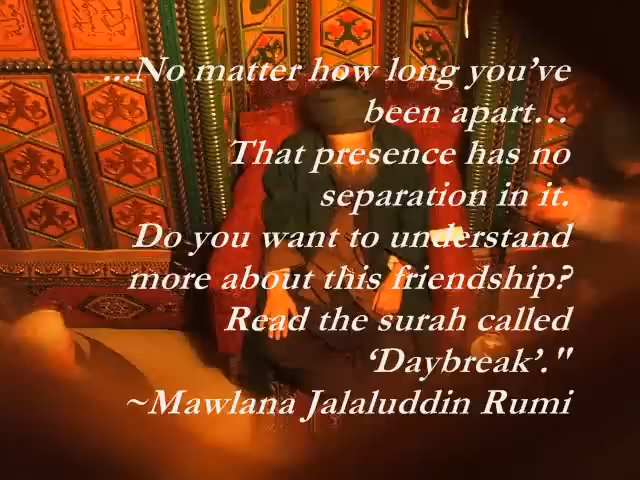 ...No matter how long you've
been apart...
That presence has no
separation in it.
Do you want to understand
more about this friendship?
Read the surah called
'Daybreak'."
~Mawlana Jalaluddin Rumi